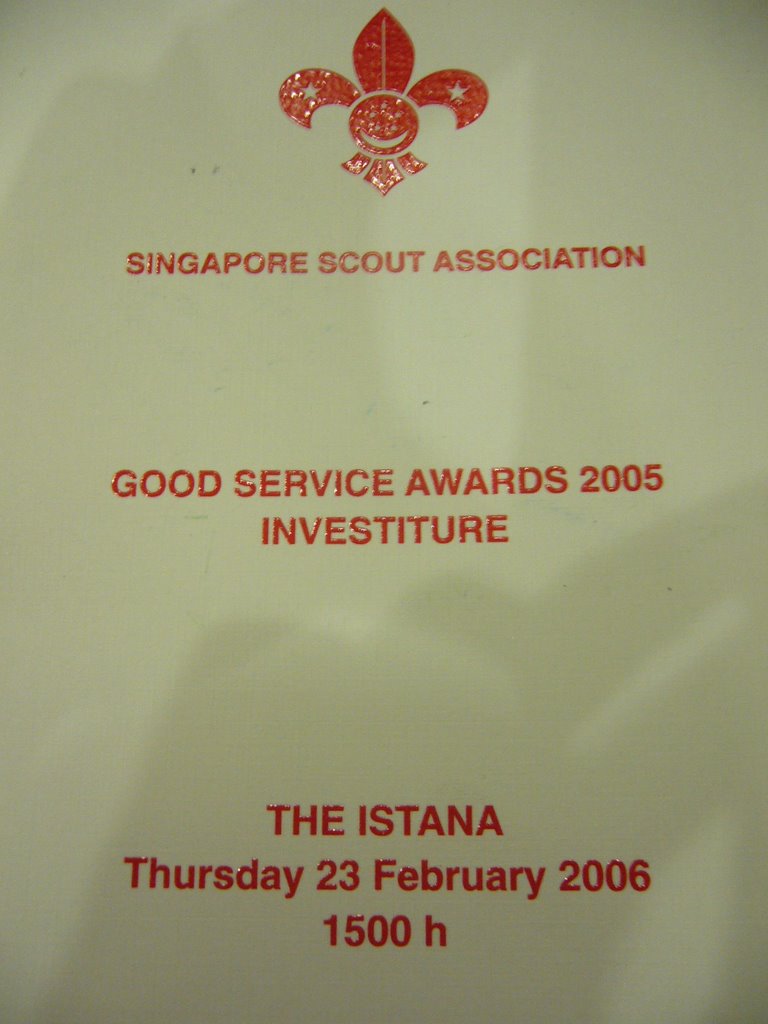 SINGAPORE SCOUT ASSOCIATION
GOOD SERVICE AWARDS 2005
INVESTITURE
THE ISTANA
Thursday 23 February 2006
1500 h